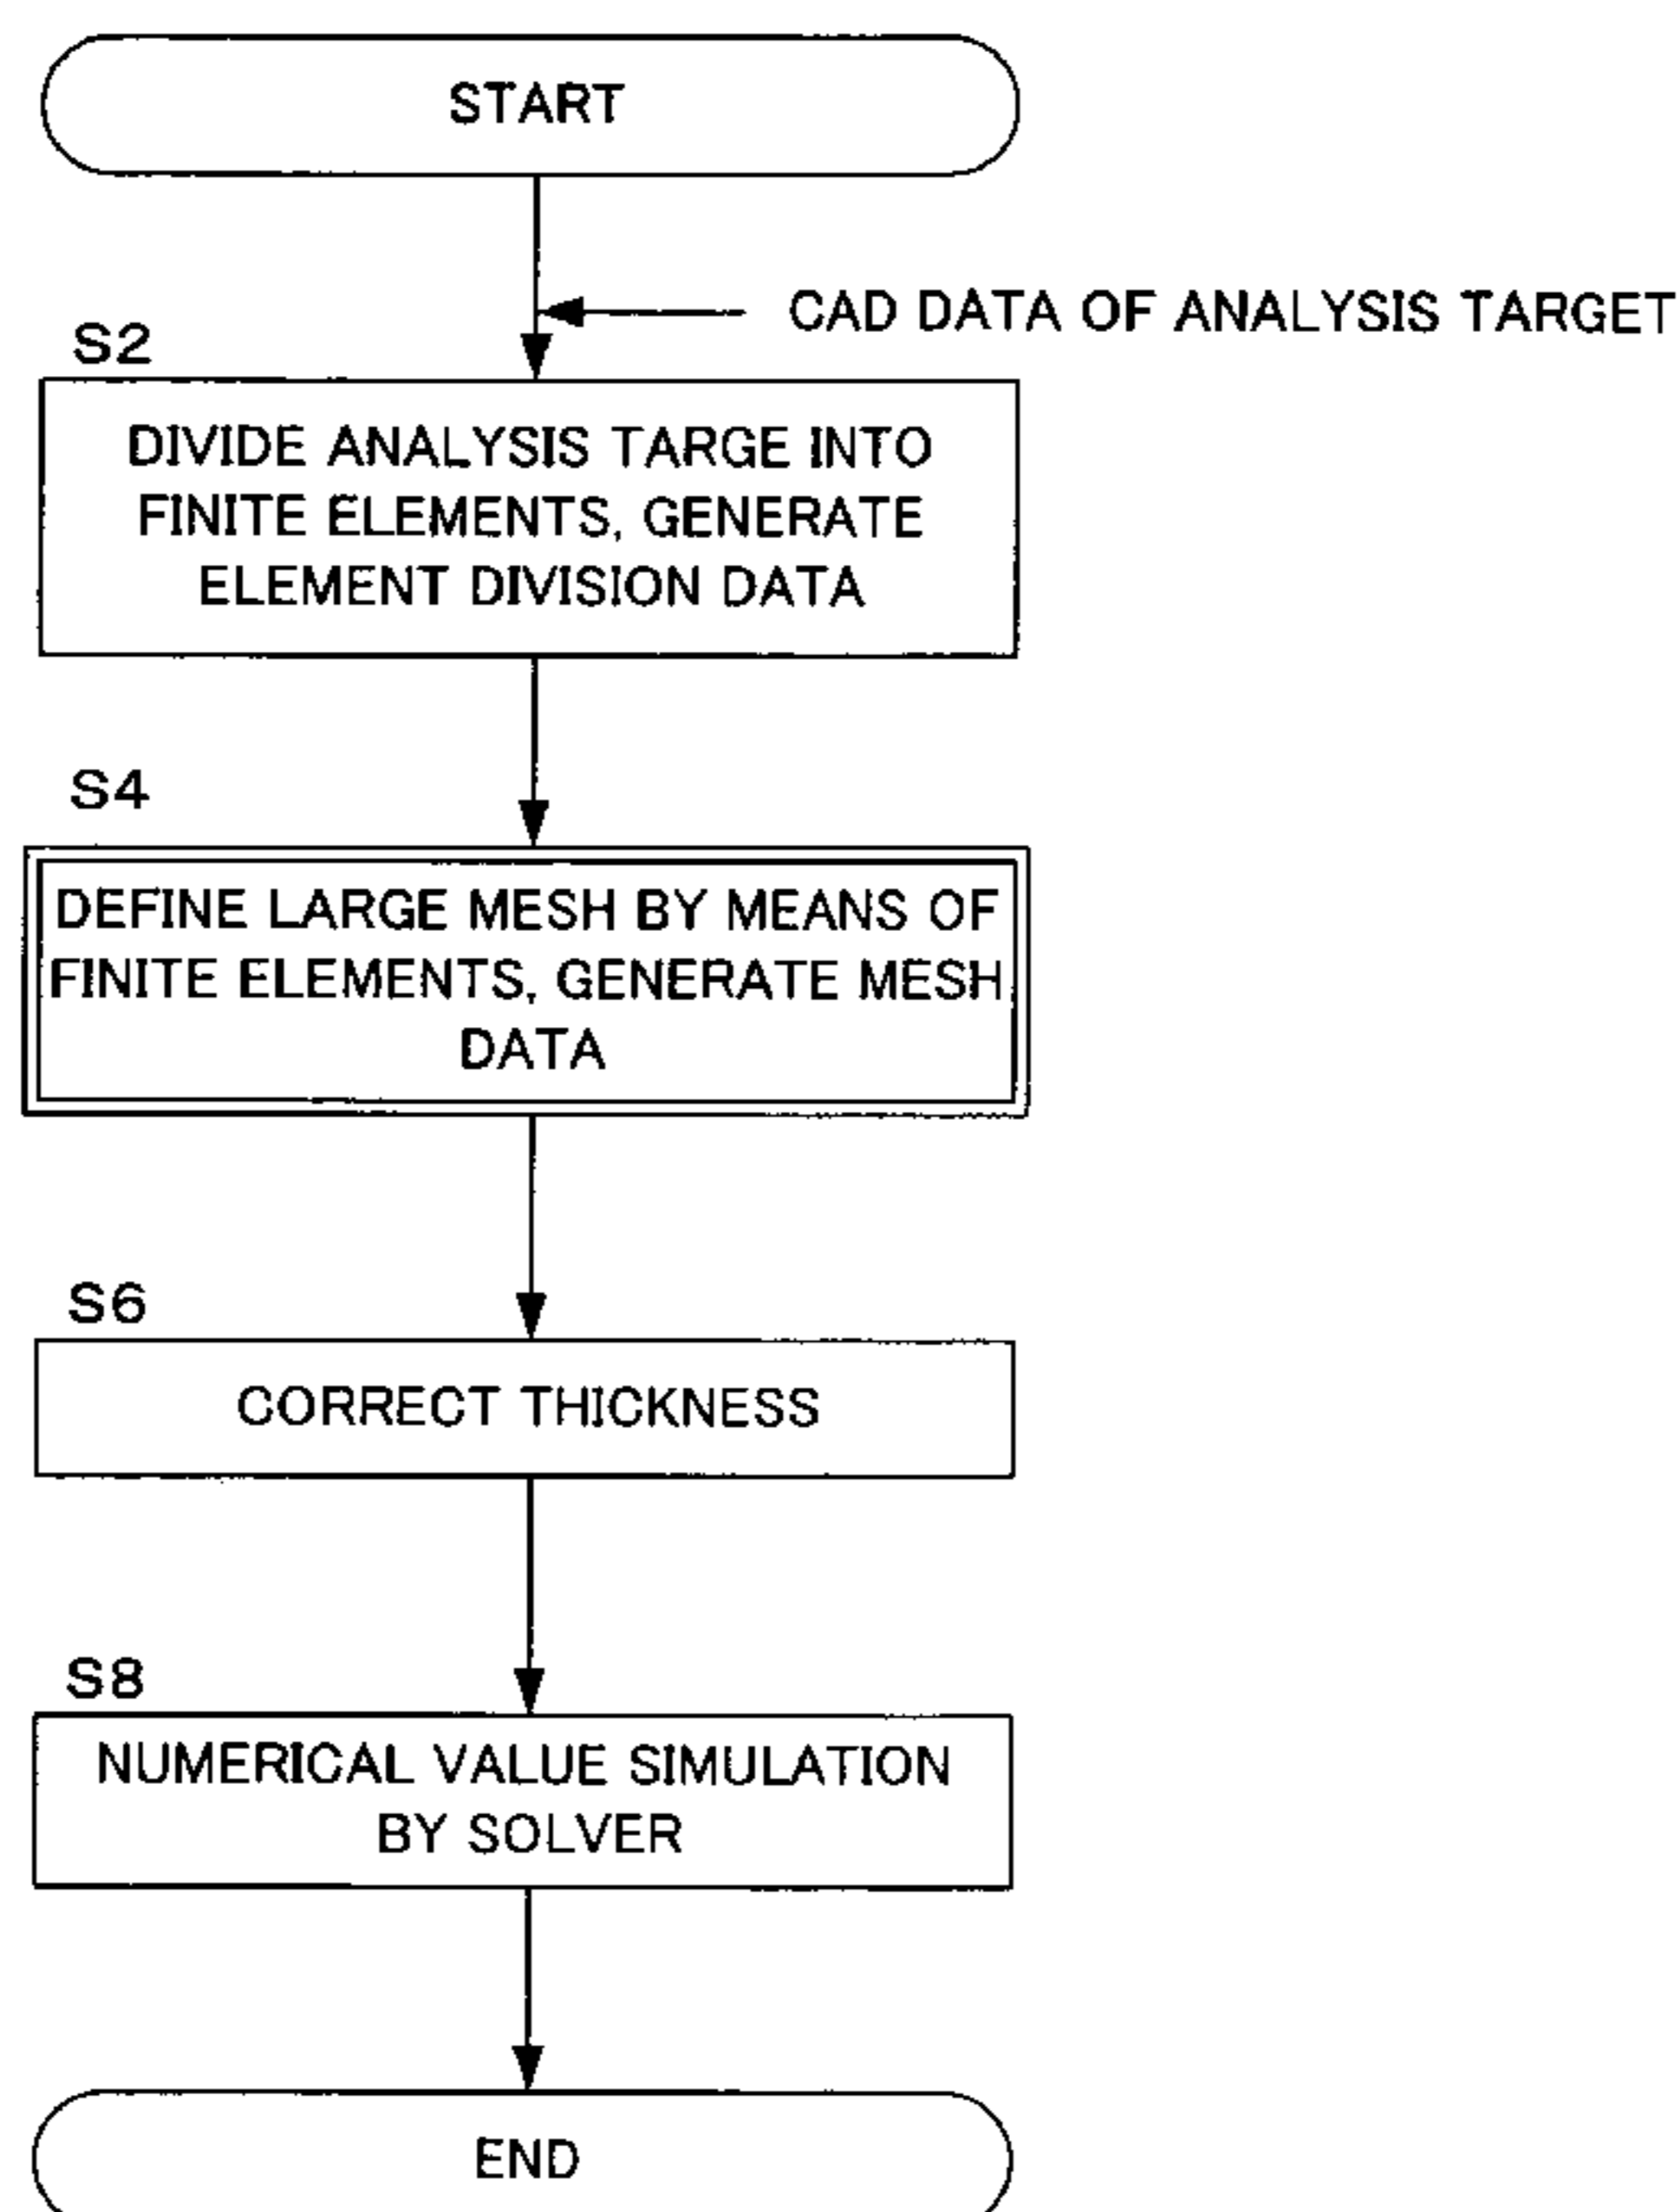 START
CAD DATA OF ANALYSIS TARGET
S2
DIVIDE ANALYSIS TARGE INTO
FINITE ELEMENTS, GENERATE
ELEMENT DIVISION DATA
S4
DEFINE LARGE MESH BY MEANS OF
FINITE ELEMENTS, GENERATE MESH
DATA
S6
CORRECT THICKNESS
S8
NUMERICAL VALUE SIMULATION
BY SOLVER
END